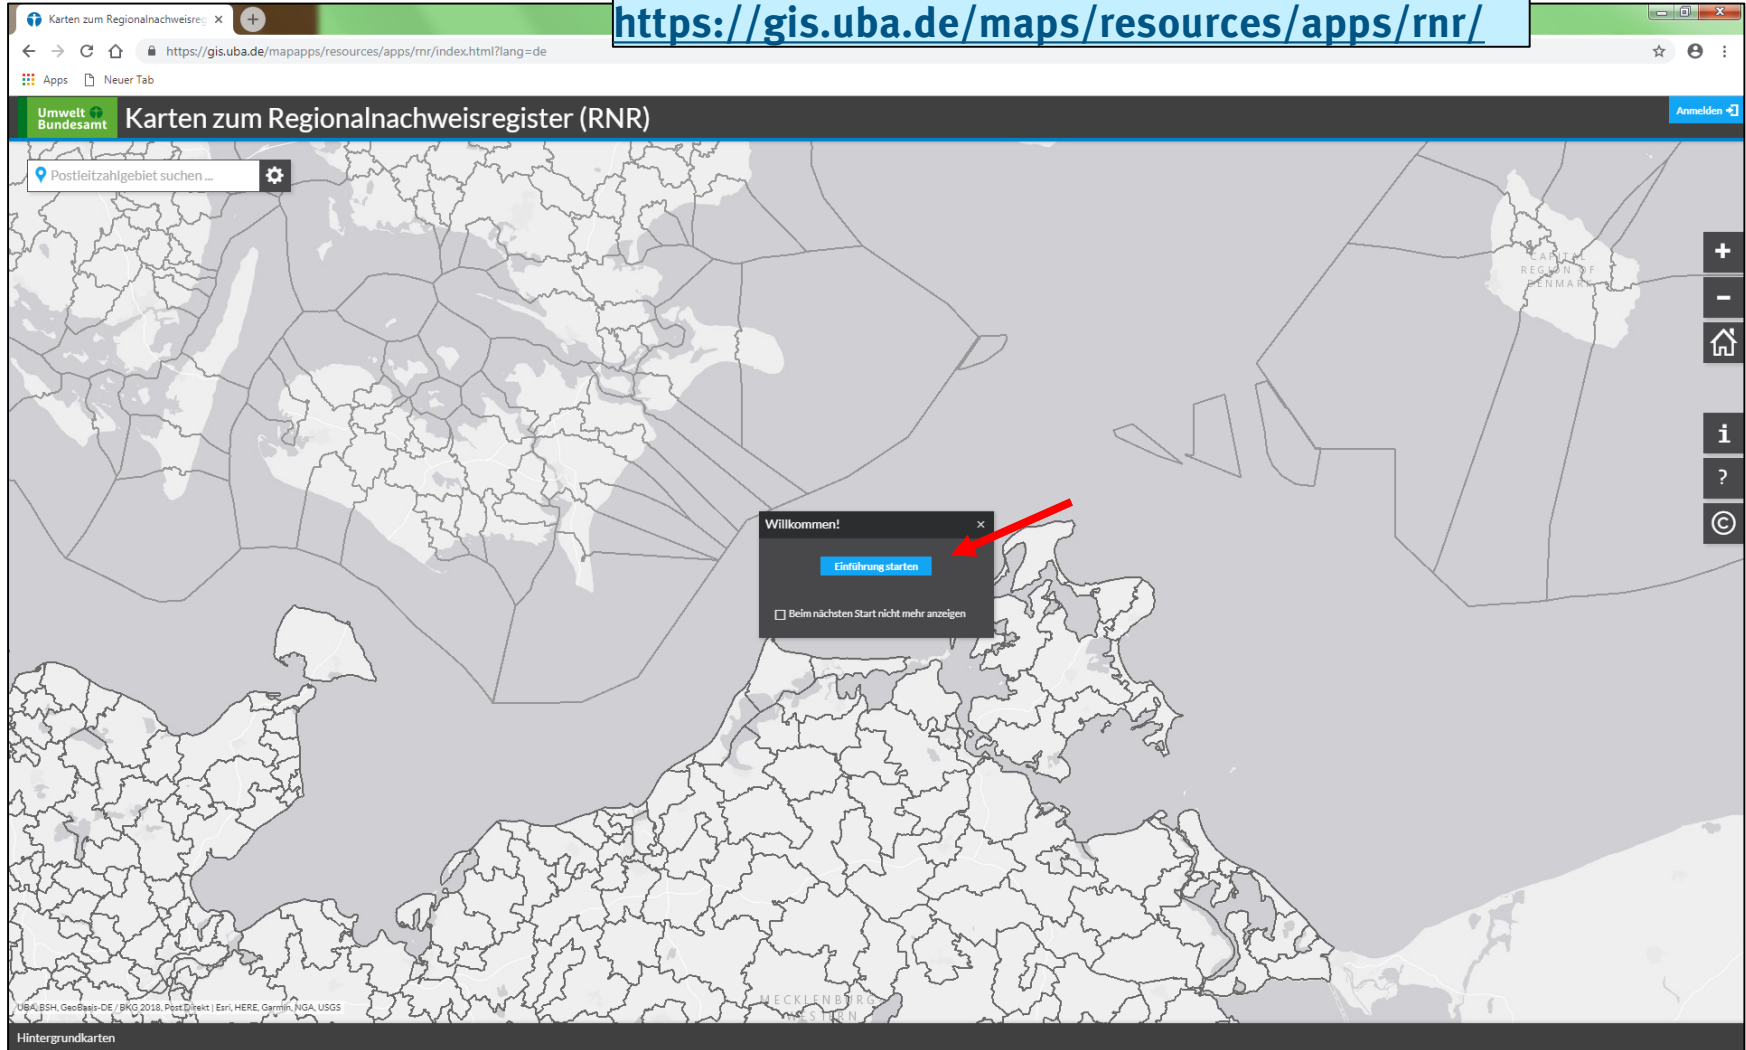 https://gis.uba.de/maps/resources/apps/rnr/
Karten zum Regionalnachweisreg
https://gis.uba.de/mapapps/resources/apps/rnr/index.html?lang=de
Apps Neuer Tab
Umwelt
Bundesamt
Karten zum Regionalnachweisregister (RNR)
Anmelden
Postleitzahlgebiet suchen ...
CAPITAL
REGION OF
DENMARK
+
−
i
?
©
Willkommen!
Einführung starten
Beim nächsten Start nicht mehr anzeigen
MECKLENBURG
WESTERN
UBA, BSH, GeoBasis-DE / BKG 2018, Post Direkt | Esri, HERE, Garmin, NGA, USGS
Hintergrundkarten